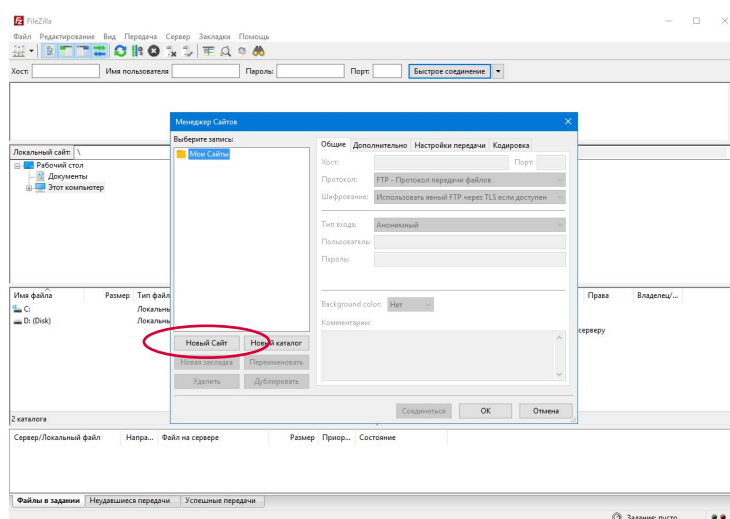 FileZilla
Файл Редактирование Вид Передача Сервер Закладки Помощь
Хост: Имя пользователя Пароль: Порт: Быстрое соединение
Менеджер Сайтов
Выберите запись:
Мои Сайты
Общие Дополнительно Настройки передачи Кодировка
Хост: Порт:
Протокол: FTP - Протокол передачи файлов
Шифрование: Использовать явный FTP через TLS если доступен
Тип входа: Анонимный
Пользователь:
Пароль:
Background color: Нет
Комментарии:
Новый Сайт Новый каталог
Новая закладка Переименовать
Удалить Дублировать
Соединиться OK Отмена
Локальный сайт: \
Рабочий стол
Документы
Этот компьютер
Имя файла Размер Тип файл
C: Локальнь
D: (Disk) Локальнь
Права Владелец/...
серверу
2 каталога
Сервер/Локальный файл Напра... Файл на сервере Размер Приор... Состояние
Файлы в задании Неудавшиеся передачи Успешные передачи
Задание: пусто